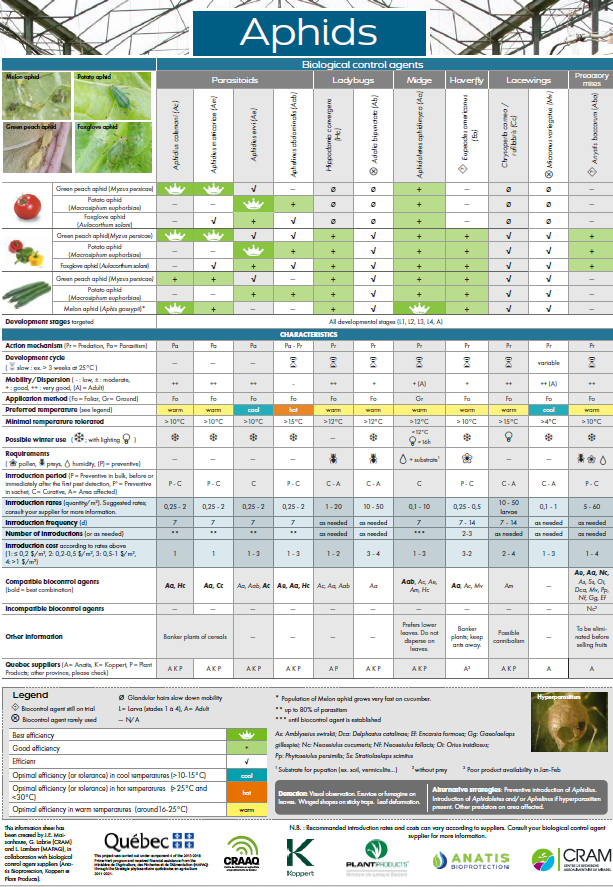 Aphids
Biological control agents
Melon aphid
Potato aphid
Green peach aphid
Foxglove aphid
Parasitoids
Ladybugs
Midge
Hoverfly
Lacewings
Predatory mites
Aphidius colemani (Ac)
Aphidius matricariae (Am)
Aphidius ervi (Ae)
Aphelinus abdominalis (Aab)
Hippodamia convergens (Hc)
Adalia bipunctata (Ab)
Aphidoletes aphidimyza (Aa)
Eupeodes americanus (Ea)
Chrysoperla carnea / rufilabris (Cc)
Micromus variegatus (Mv)
Anystis baccarum (Aba)
Green peach aphid (Myzus persicae) √ – ø ø + – ø ø –
Potato aphid (Macrosiphum euphorbiae) – – + ø ø + – ø ø –
Foxglove aphid (Aulacorthum solani) – √ + √ ø ø + – ø ø –
Green peach aphid(Myzus persicae) √ √ + √ + + √ √ +
Potato aphid (Macrosiphum euphorbiae) – – + + √ + + √ √ +
Foxglove aphid (Aulacorthum solani) – √ + √ + √ + + √ √ +
Green peach aphid (Myzus persicae) + + √ – + √ + + √ √ –
Potato aphid (Macrosiphum euphorbiae) – – + + + √ + + √ √ –
Melon aphid (Aphis gossypii)* + – – + √ + √ √ –
Development stages targeted All developmental stages (L1, L2, L3, L4, A)
CHARACTERISTICS
Action mechanism (Pr = Predation, Pa = Parasitism) Pa Pa Pa Pa - Pr Pr Pr Pr Pr Pr Pr Pr
Development cycle
( slow : ex. > 3 weeks at 25°C ) – – – variable
Mobility/Dispersion ( - : low, ± : moderate,
+ : good, ++ : very good, (A) = Adult) ++ ++ ++ - ++ + + (A) + ++ ++ (A) ++
Application method (Fo = Foliar, Gr= Ground) Fo Fo Fo Fo Fo Fo Gr Fo Fo Fo Fo
Preferred temperature (see legend) warm warm cool hot warm warm warm warm warm cool warm
Minimal temperature tolerated >10°C >10°C >10°C >15°C >12°C >12°C >12°C >10°C >15°C >4°C >10°C
Possible winter use ( ; with lighting ) – <12°C = 16h
Requirements
( pollen, preys, humidity, (P) = preventive) – – – – + substrate¹ – –
Introduction period (P = Preventive in bulk, before or
immediately after the first pest detection, P* = Preventive
in sachet, C= Curative, A= Area affected) P - C P - C P - C P - C C - A C - A C P - C C - A C P - C
Introduction rates (quantity/m²). Suggested rates;
consult your supplier for more information. 0,25 - 2 0,25 - 2 0,25 - 2 0,25 - 2 1 - 20 10 - 50 0,1 - 10 0,25 - 0,5 10 - 50 larvae 0,1 - 1 5 - 60
Introduction frequency (d) 7 7 7 7 as needed as needed 7 7 - 14 7 - 14 as needed as needed
Number of introductions (or as needed) ** ** ** ** as needed as needed *** 2-3 as needed as needed as needed
Introduction cost according to rates above
(1:≤ 0,2 $/m², 2: 0,2-0,5 $/m², 3: 0,5-1 $/m²,
4:>1 $/m²) 1 1 1 - 3 1 - 3 1 - 2 3 - 4 1 - 3 3-2 2 - 4 1 - 3 1 - 4
Compatible biocontrol agents
(bold = best combination) Aa, Hc Aa, Cc Aa, Aab, Ac Ae, Aa, Hc Ac, Aa, Aab Aa Aab, Ac, Ae, Am, Hc Aa, Ac, Mv Am – Ae, Aa, Nc, As, Ss, Oi, Dca, Mv, Pp, Nf, Gg, Ef
Incompatible biocontrol agents – – – – – – – – – – Nc²
Other information Banker plants of cereals – – – Prefers lower leaves. Do not disperse on leaves. Banker plants; keep ants away. Possible cannibalism – To be eliminated before selling fruits
Quebec suppliers (A= Anatis, K= Koppert, P = Plant
Products; other province, please check) A K P A K P A K P A K P A P A K P A K P A³ A K P A A
Legend
Biocontrol agent still on trial
Biocontrol agent rarely used
ø Glandular hairs slow down mobility
L= Larva (stages 1 à 4), A= Adult
– N/A
Best efficiency
Good efficiency +
Efficient √
Optimal efficiency (or tolerance) in cool temperatures (>10-15°C) cool
Optimal efficiency (or tolerance) in hot temperatures (>25°C and
<30°C) hot
Optimal efficiency in warm temperatures (around16-25°C) warm
* Population of Melon aphid grows very fast on cucumber.
** up to 80% of parasitism
*** until biocontrol agent is established
As: Amblyseius swirskii; Dca: Delphastus catalinae; Ef: Encarsia formosa; Gg: Gaeolaelaps
gillespiei; Nc: Neoseiulus cucumeris; Nf: Neoseiulus fallacis; Oi: Orius insidiosus;
Pp: Phytoseiulus persimilis; Ss: Stratiolaelaps scimitus
¹ Substrate for pupation (ex. soil, vermiculite...) ² without prey ³ Poor product availability in Jan-Feb
Hyperparasitism
Detection: Visual observation. Exuviae or fumagine on
leaves. Winged shapes on sticky traps. Leaf deformation.
Alternative strategies: Preventive introduction of Aphidius.
Introduction of Aphidoletes and/or Aphelinus if hyperparasitism
present. Other predators on area affected.
This information sheet has
been created by J.E. Maisonhaute,
G. Labrie (CRAM)
and L. Lambert (MAPAQ), in
collaboration with biological
control agent suppliers (Anatis
Bioprotection, Koppert or
Plant Products).
Québec
CRAAQ
Koppert
PLANTPRODUCTS
ANATIS
BIOPROTECTION
CRAM
N.B. : Recommanded introduction rates and costs can vary according to suppliers. Consult your biological control agent
supplier for more information.